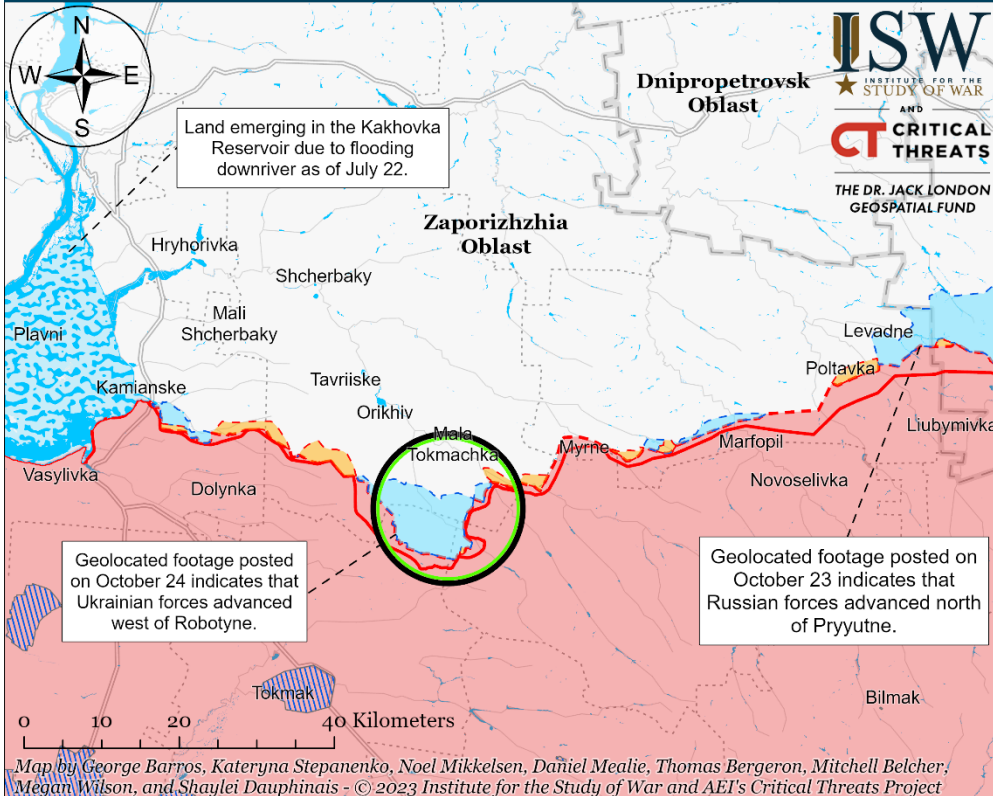 N
W E
S
ISW
INSTITUTE FOR THE
STUDY OF WAR
AND
CT CRITICAL
THREATS
THE DR. JACK LONDON
GEOSPATIAL FUND
Dnipropetrovsk
Oblast
Land emerging in the Kakhovka
Reservoir due to flooding
downriver as of July 22.
Zaporizhzhia
Oblast
Hryhorivka
Shcherbaky
Mali
Shcherbaky
Plavni
Levadne
Poltavka
Tavriiske
Kamianske
Orikhiv
Liubymivka
Mala
Tokmachka
Myrne
Marfopil
Vasylivka
Dolynka
Novoselivka
Geolocated footage posted
on October 24 indicates that
Ukrainian forces advanced
west of Robotyne.
Geolocated footage posted on
October 23 indicates that
Russian forces advanced north
of Pryyutne.
Tokmak
Bilmak
0 10 20 40 Kilometers
Map by George Barros, Kateryna Stepanenko, Noel Mikkelsen, Daniel Mealie, Thomas Bergeron, Mitchell Belcher,
Megan Wilson, and Shaylei Dauphinais - © 2023 Institute for the Study of War and AEI's Critical Threats Project